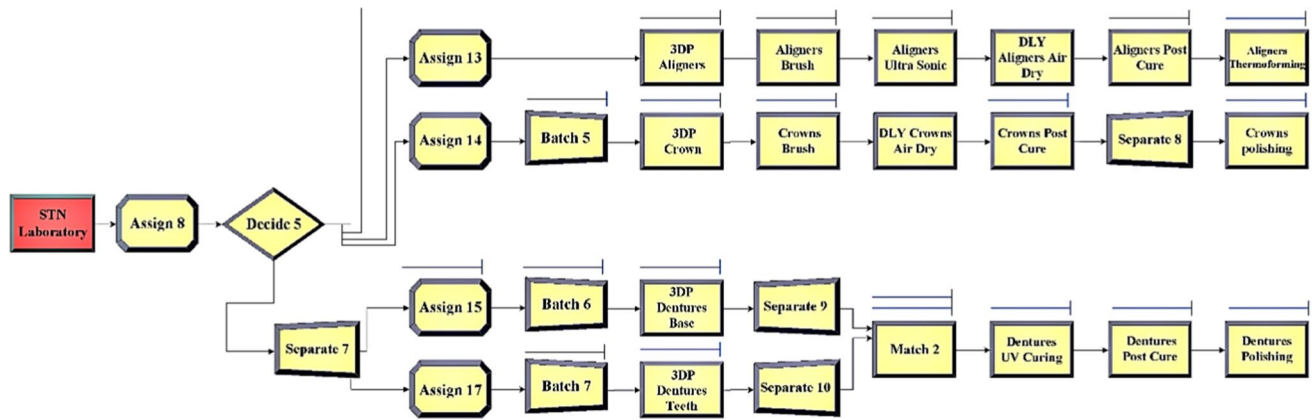 Assign 13
3DP
Aligners
Aligners
Brush
Aligners
Ultra Sonic
DLY
Aligners Air
Dry
Aligners Post
Cure
Aligners
Thermoforming
Assign 14
Batch 5
3DP
Crown
Crowns
Brush
DLY Crowns
Air Dry
Crowns Post
Cure
Separate 8
Crowns
polishing
STN
Laboratory
Assign 8
Decide 5
Separate 7
Assign 15
Batch 6
3DP
Dentures
Base
Separate 9
Match 2
Dentures
UV Curing
Dentures
Post Cure
Dentures
Polishing
Assign 17
Batch 7
3DP
Dentures
Teeth
Separate 10